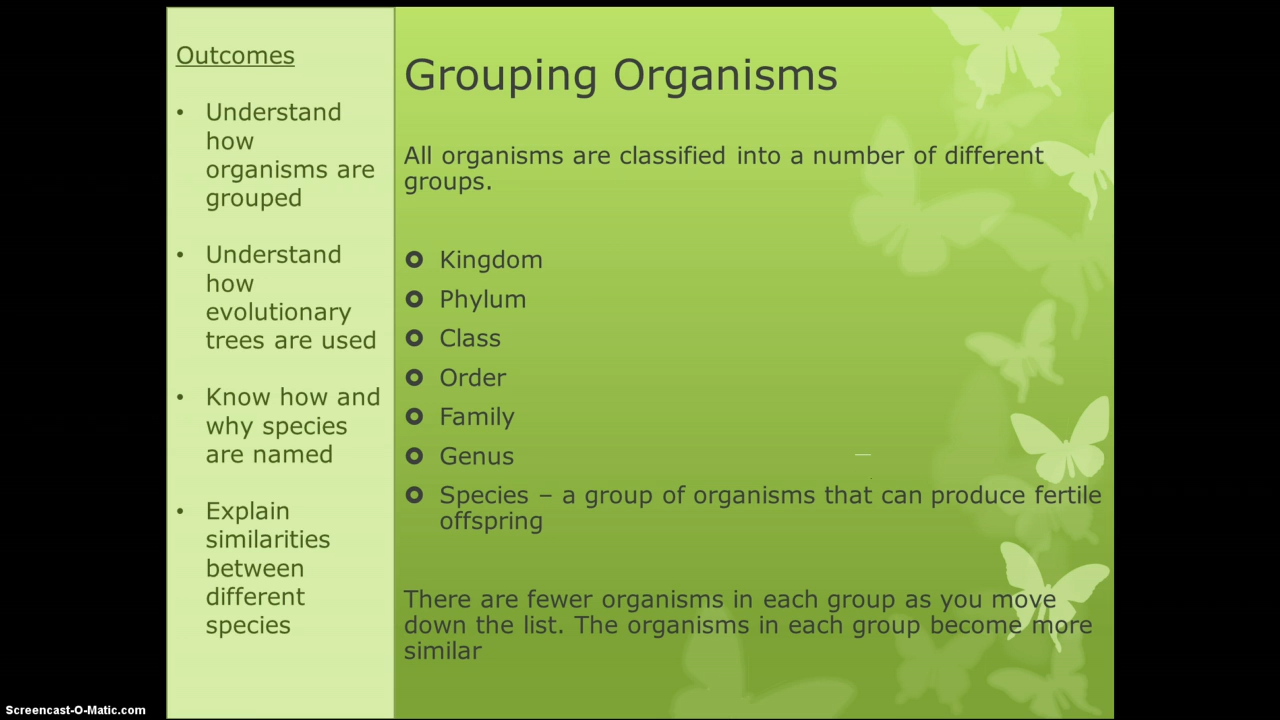 Outcomes
• Understand
how
organisms are
grouped
• Understand
how
evolutionary
trees are used
• Know how and
why species
are named
• Explain
similarities
between
different
species
Grouping Organisms
All organisms are classified into a number of different
groups.
Kingdom
Phylum
Class
Order
Family
Genus
Species – a group of organisms that can produce fertile
offspring
There are fewer organisms in each group as you move
down the list. The organisms in each group become more
similar
Screencast-O-Matic.com